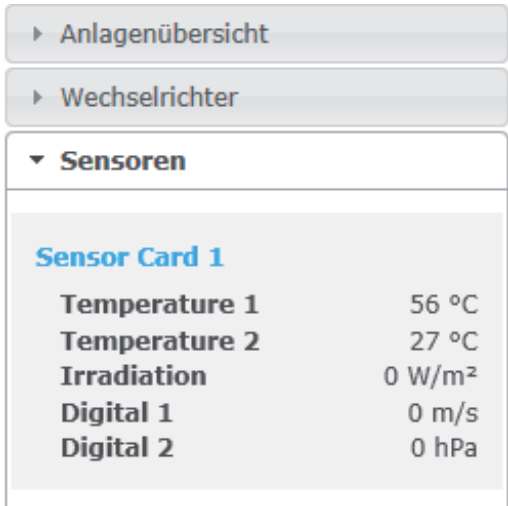 Anlagenübersicht
Wechselrichter
Sensoren
Sensor Card 1
Temperature 1 56 °C
Temperature 2 27 °C
Irradiation 0 W/m²
Digital 1 0 m/s
Digital 2 0 hPa